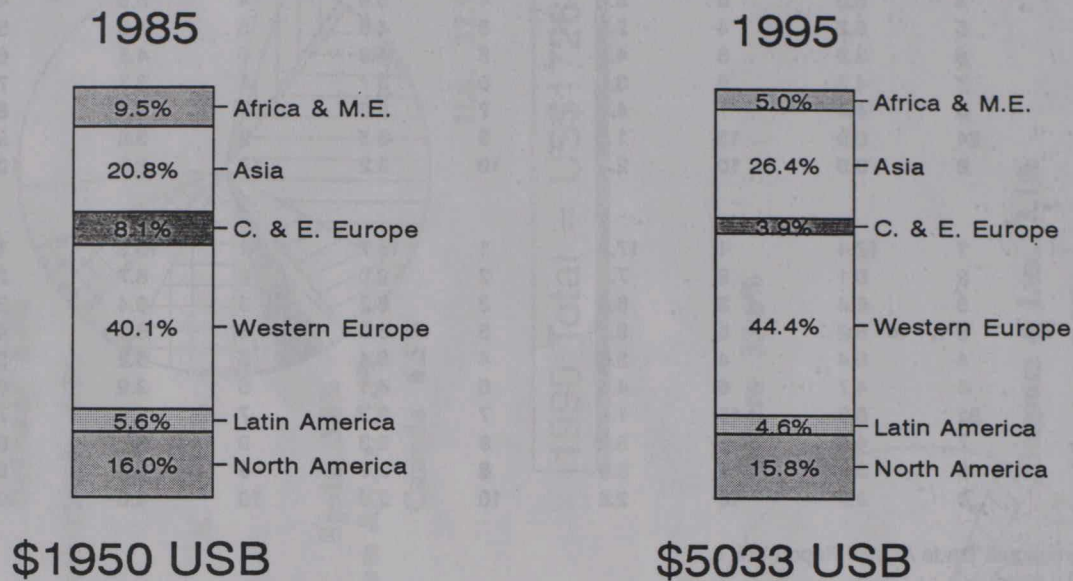 1985
9.5% Africa & M.E.
20.8% Asia
8.1% C. & E. Europe
40.1% Western Europe
5.6% Latin America
16.0% North America
$1950 USB
1995
5.0% Africa & M.E.
26.4% Asia
3.9% C. & E. Europe
44.4% Western Europe
4.6% Latin America
15.8% North America
$5033 USB